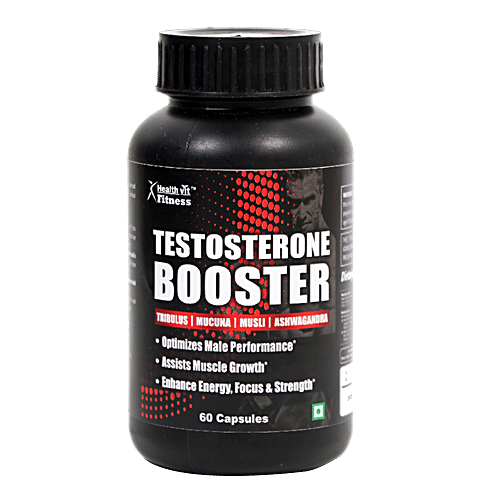 Health vit™
Fitness
TESTOSTERONE
BOOSTER
TRIBULUS | MUCUNA | MUSLI | ASHWAGANDHA
• Optimizes Male Performance*
• Assists Muscle Growth*
• Enhance Energy, Focus & Strength*
60 Capsules